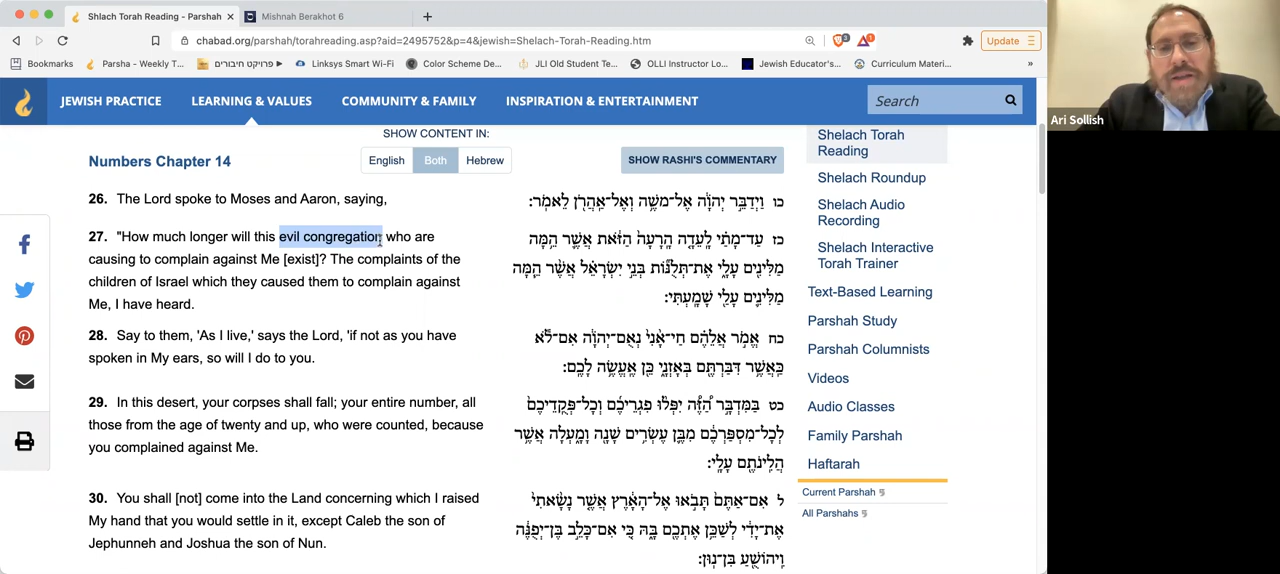 Shlach Torah Reading - Parshah
Mishnah Berakhot 6
chabad.org/parshah/torahreading.asp?aid=2495752&p=4&jewish=Shelach-Torah-Reading.htm
3
1
Update
Bookmarks
Parsha - Weekly T...
פרויקט חיבורים
Linksys Smart Wi-Fi
Color Scheme De...
JLI Old Student Te...
OLLI Instructor Lo...
Jewish Educator's...
Curriculum Materi...
»
JEWISH PRACTICE
LEARNING & VALUES
COMMUNITY & FAMILY
INSPIRATION & ENTERTAINMENT
Search
SHOW CONTENT IN:
English
Both
Hebrew
SHOW RASHI'S COMMENTARY
Numbers Chapter 14
26. The Lord spoke to Moses and Aaron, saying,
כו וַיְדַבֵּ֣ר יְהֹוָ֔ה אֶל־משֶׁ֥ה וְאֶל־אַֽהֲרֹ֖ן לֵאמֹֽר:
27. "How much longer will this evil congregation who are
causing to complain against Me [exist]? The complaints of the
children of Israel which they caused them to complain against
Me, I have heard.
כז עַד־מָתַ֗י לָֽעֵדָ֤ה הָֽרָעָה֙ הַזֹּ֔את אֲשֶׁ֛ר הֵ֥מָּה
מַלִּינִ֖ים עָלָ֑י אֶת־תְּלֻנּ֞וֹת בְּנֵ֣י יִשְׂרָאֵ֗ל אֲשֶׁ֨ר הֵ֧מָּה
מַלִּינִ֛ים עָלַ֖י שָׁמָֽעְתִּי:
28. Say to them, 'As I live,' says the Lord, 'if not as you have
spoken in My ears, so will I do to you.
כח אֱמֹ֣ר אֲלֵהֶ֗ם חַי־אָ֨נִי֙ נְאֻם־יְהֹוָ֔ה אִם־לֹ֕א
כַּֽאֲשֶׁ֥ר דִּבַּרְתֶּ֖ם בְּאָזְנָ֑י כֵּ֖ן אֶֽעֱשֶׂ֥ה לָכֶֽם:
29. In this desert, your corpses shall fall; your entire number, all
those from the age of twenty and up, who were counted, because
you complained against Me.
כט בַּמִּדְבָּ֣ר הַ֠זֶּ֠ה יִפְּל֨וּ פִגְרֵיכֶ֜ם וְכָל־פְּקֻֽדֵיכֶם֙
לְכָל־מִסְפַּרְכֶ֔ם מִבֶּ֛ן עֶשְׂרִ֥ים שָׁנָ֖ה וָמָ֑עְלָה אֲשֶׁ֥ר
הֲלִֽינֹתֶ֖ם עָלָֽי:
30. You shall [not] come into the Land concerning which I raised
My hand that you would settle in it, except Caleb the son of
Jephunneh and Joshua the son of Nun.
ל אִם־אַתֶּם֙ תָּבֹ֣אוּ אֶל־הָאָ֔רֶץ אֲשֶׁ֤ר נָשָׂ֨אתִי֙
אֶת־יָדִ֔י לְשַׁכֵּ֥ן אֶתְכֶ֖ם בָּ֑הּ כִּ֚י אִם־כָּלֵ֣ב בֶּן־יְפֻנֶּ֔ה
וִֽיהוֹשֻׁ֖עַ בִּן־נֽוּן:
Shelach Torah
Reading
Shelach Roundup
Shelach Audio
Recording
Shelach Interactive
Torah Trainer
Text-Based Learning
Parshah Study
Parshah Columnists
Videos
Audio Classes
Family Parshah
Haftarah
Current Parshah
All Parshahs
Ari Sollish